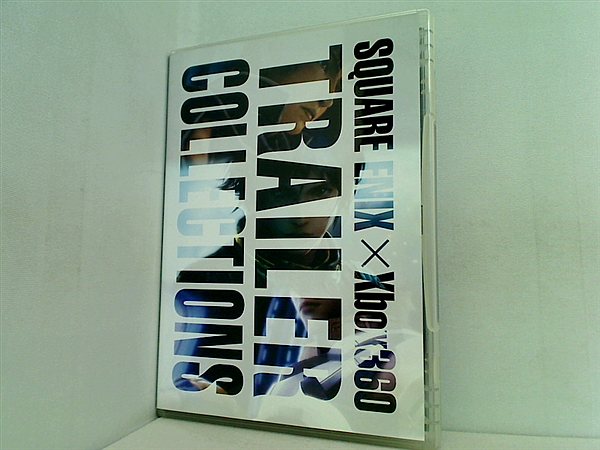 SQUARE ENIX × Xbox360
TRAILER
COLLECTIONS